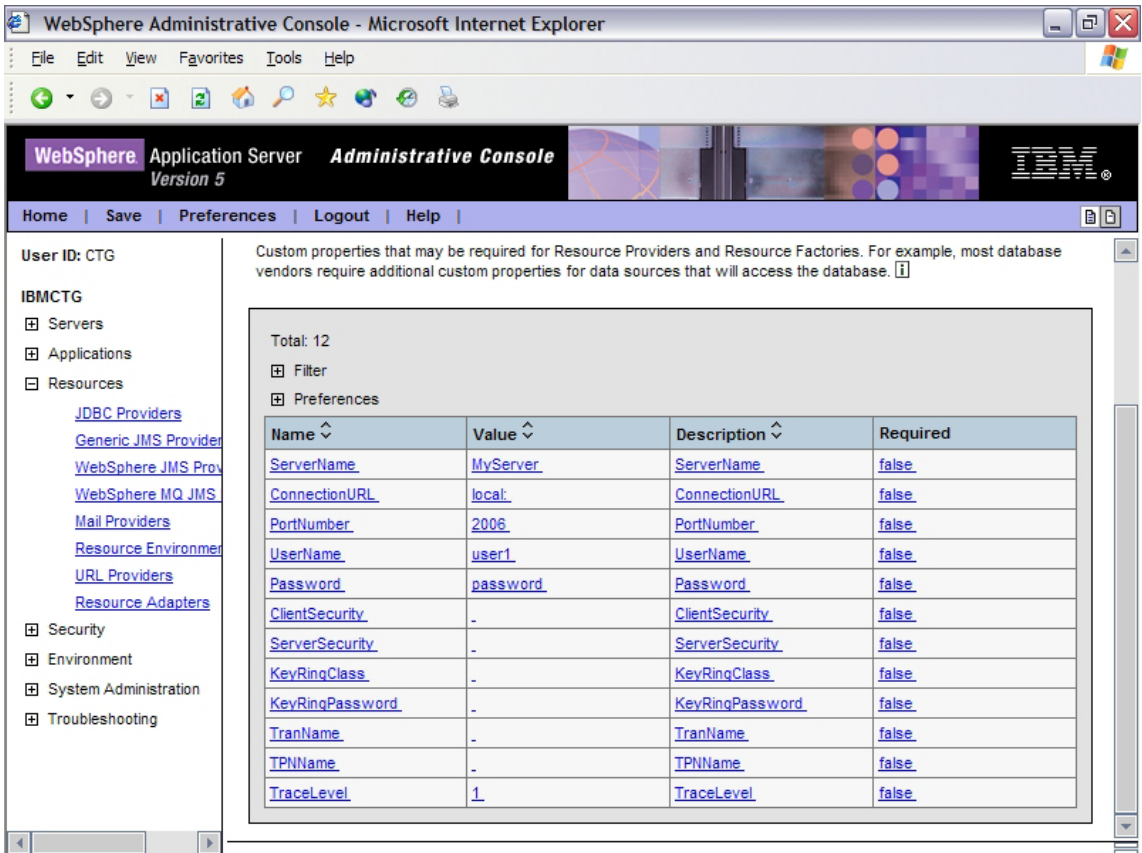 WebSphere Administrative Console - Microsoft Internet Explorer
File Edit View Favorites Tools Help
WebSphere Application Server Administrative Console
Version 5
IBM®
Home | Save | Preferences | Logout | Help |
User ID: CTG
IBMCTG
Servers
Applications
Resources
JDBC Providers
Generic JMS Provider
WebSphere JMS Prov
WebSphere MQ JMS
Mail Providers
Resource Environmen
URL Providers
Resource Adapters
Security
Environment
System Administration
Troubleshooting
Custom properties that may be required for Resource Providers and Resource Factories. For example, most database
vendors require additional custom properties for data sources that will access the database. i
Total: 12
Filter
Preferences
Name Value Description Required
ServerName MyServer ServerName false
ConnectionURL local: ConnectionURL false
PortNumber 2006 PortNumber false
UserName user1 UserName false
Password password Password false
ClientSecurity ClientSecurity false
ServerSecurity ServerSecurity false
KeyRingClass KeyRingClass false
KeyRingPassword KeyRingPassword false
TranName TranName false
TPNName TPNName false
TraceLevel 1 TraceLevel false